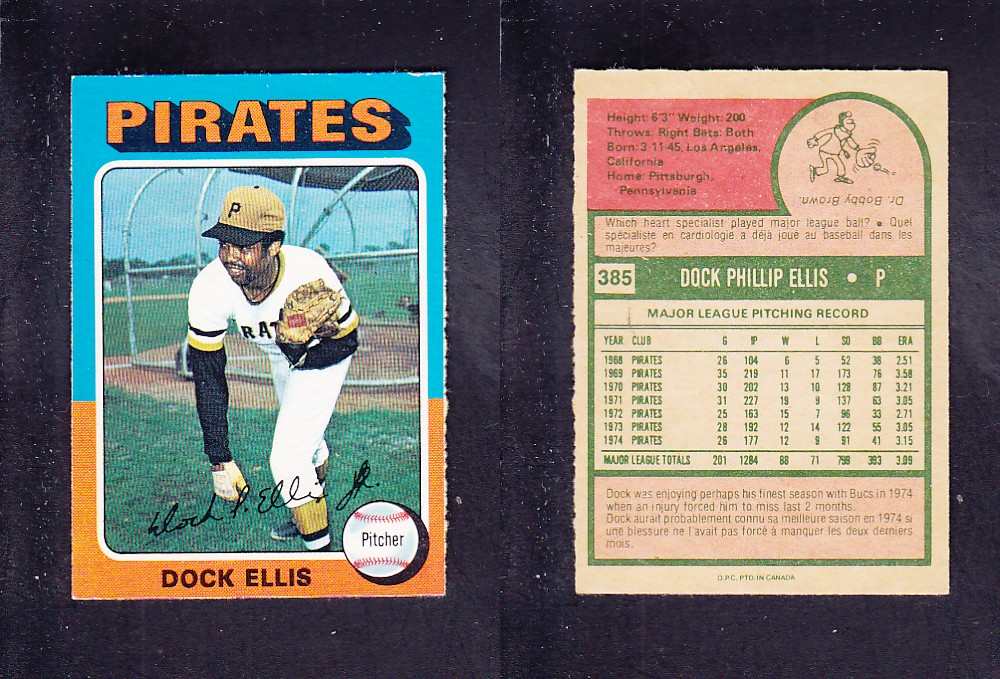 PIRATES
P
RAT
Dock P. Ellis Jr.
Pitcher
DOCK ELLIS
Height: 6'3" Weight: 200
Throws: Right Bats: Both
Born: 3-11-45, Los Angeles,
California
Home: Pittsburgh,
Pennsylvania
Dr. Bobby Brown.
Which heart specialist played major league ball? • Quel
spécialiste en cardiologie a déjà joué au baseball dans les
majeures?
385 DOCK PHILLIP ELLIS • P
MAJOR LEAGUE PITCHING RECORD
YEAR CLUB G IP W L SO BB ERA
1968 PIRATES 26 104 6 5 52 38 2.51
1969 PIRATES 35 219 11 17 173 76 3.58
1970 PIRATES 30 202 13 10 128 87 3.21
1971 PIRATES 31 227 19 9 137 63 3.05
1972 PIRATES 25 163 15 7 96 33 2.71
1973 PIRATES 28 192 12 14 122 55 3.05
1974 PIRATES 26 177 12 9 91 41 3.15
MAJOR LEAGUE TOTALS 201 1284 88 71 799 393 3.09
Dock was enjoying perhaps his finest season with Bucs in 1974
when an injury forced him to miss last 2 months.
Dock aurait probablement connu sa meilleure saison en 1974 si
une blessure ne l'avait pas forcé à manquer les deux derniers
mois.
O.P.C. PTD. IN CANADA